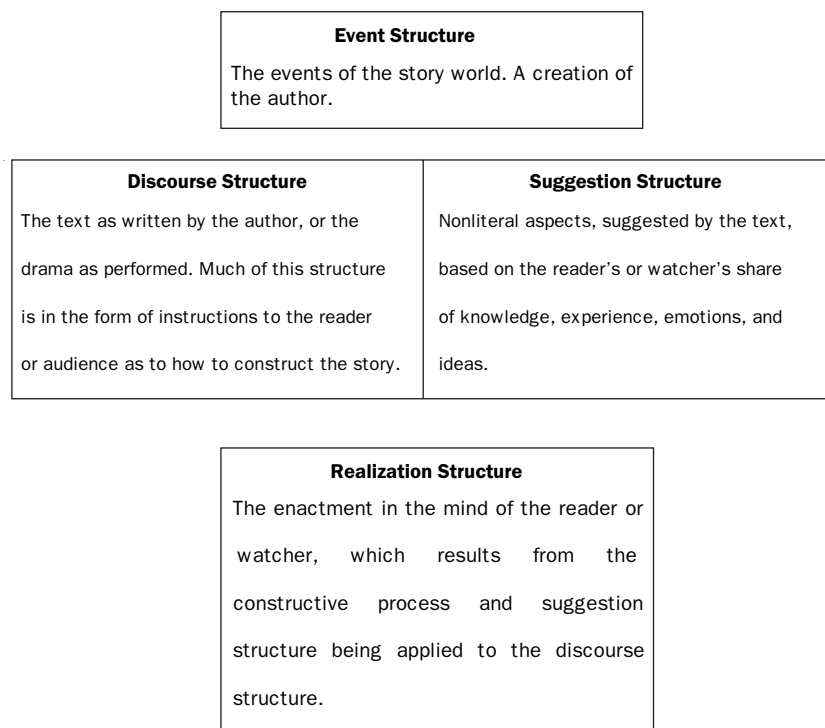 Event Structure
The events of the story world. A creation of
the author.
Discourse Structure
The text as written by the author, or the
drama as performed. Much of this structure
is in the form of instructions to the reader
or audience as to how to construct the story.
Suggestion Structure
Nonliteral aspects, suggested by the text,
based on the reader’s or watcher’s share
of knowledge, experience, emotions, and
ideas.
Realization Structure
The enactment in the mind of the reader or
watcher, which results from the
constructive process and suggestion
structure being applied to the discourse
structure.